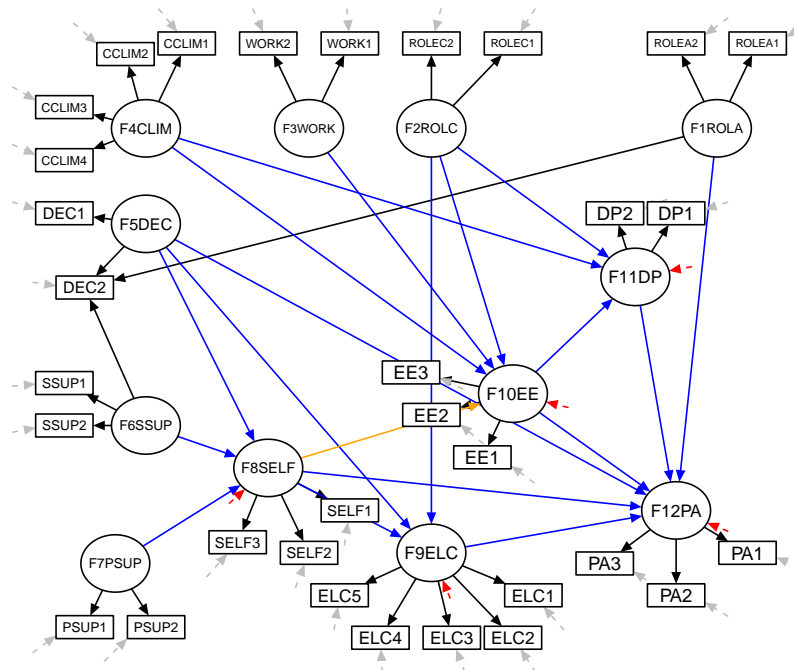 CCLIM1
WORK2
WORK1
ROLEC2
ROLEC1
ROLEA2
ROLEA1
CCLIM2
CCLIM3
F4CLIM
F3WORK
F2ROLC
F1ROLA
CCLIM4
DEC1
F5DEC
DP2
DP1
DEC2
F11DP
EE3
SSUP1
F10EE
EE2
SSUP2
F6SSUP
EE1
F8SELF
SELF1
F12PA
SELF3
SELF2
F9ELC
PA1
F7PSUP
PA3
ELC5
ELC1
PA2
PSUP1
PSUP2
ELC4
ELC3
ELC2